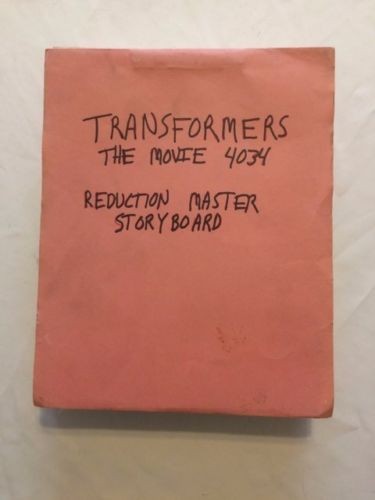 TRANSFORMERS
THE MOVIE 4034
REDUCTION MASTER
STORYBOARD